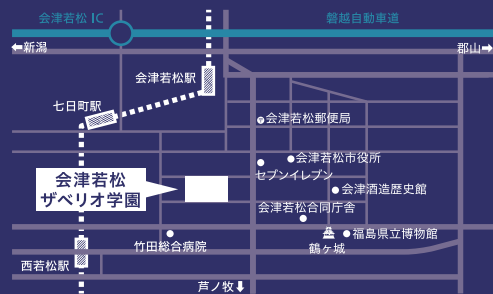 会津若松 IC
磐越自動車道
新潟
郡山
会津若松駅
七日町駅
会津若松郵便局
会津若松市役所
セブンイレブン
会津若松
ザベリオ学園
会津酒造歴史館
会津若松合同庁舎
福島県立博物館
竹田綜合病院
鶴ヶ城
西若松駅
芦ノ牧